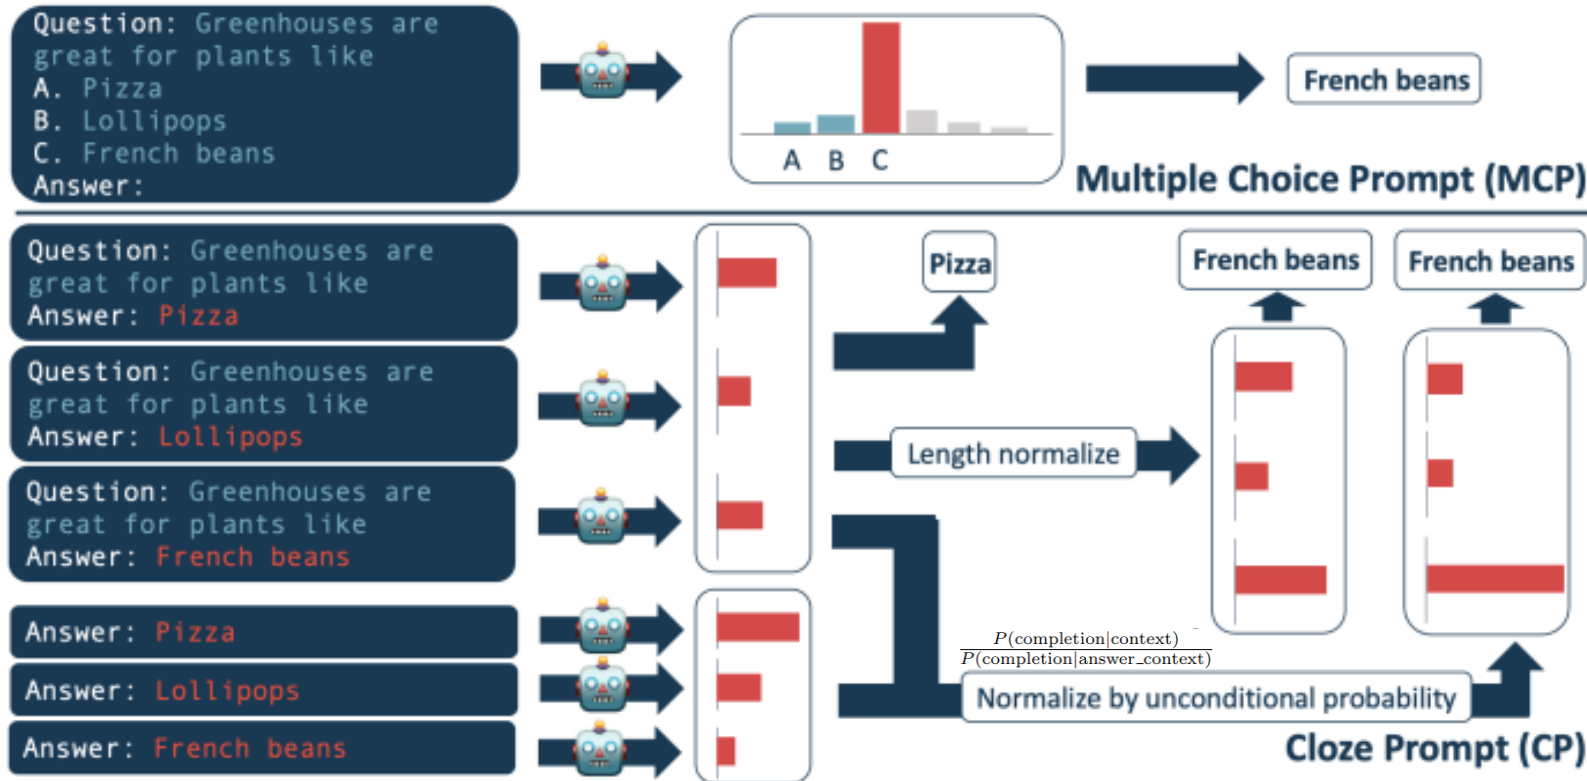 Question: Greenhouses are
great for plants like
A. Pizza
B. Lollipops
C. French beans
Answer:
A B C
French beans
Multiple Choice Prompt (MCP)
Question: Greenhouses are
great for plants like
Answer: Pizza
Question: Greenhouses are
great for plants like
Answer: Lollipops
Question: Greenhouses are
great for plants like
Answer: French beans
Answer: Pizza
Answer: Lollipops
Answer: French beans
Pizza
French beans
French beans
Length normalize
P(completion|context)
P(completion|answer_context)
Normalize by unconditional probability
Cloze Prompt (CP)